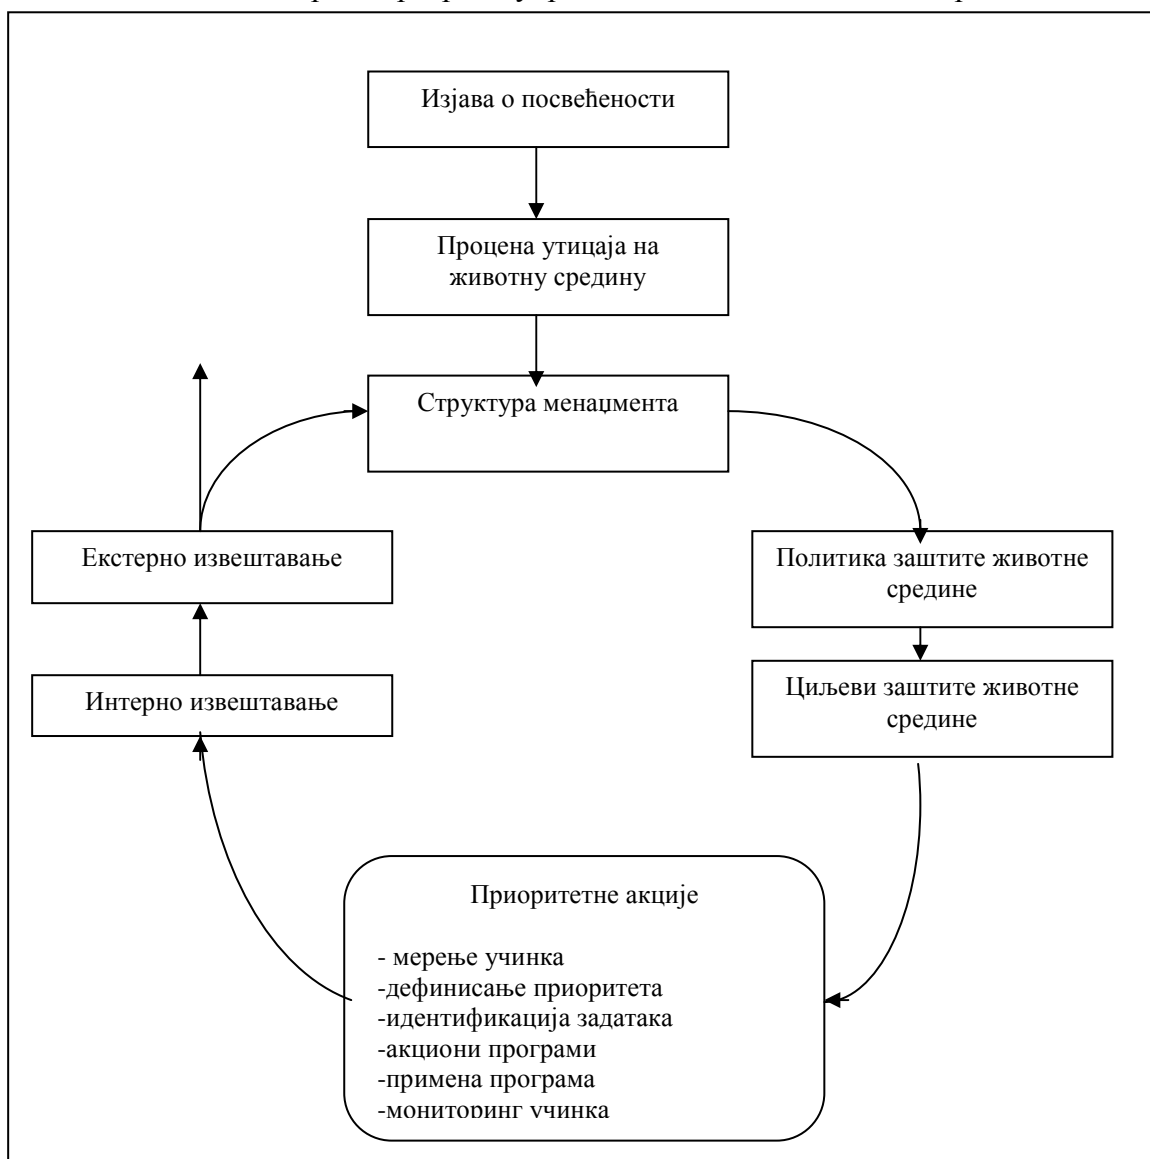 Изјава о посвећености
Процена утицаја на
животну средину
Структура менаџмента
Екстерно извештавање
Политика заштите животне
средине
Интерно извештавање
Циљеви заштите животне
средине
Приоритетне акције
- мерење учинка
-дефинисање приоритета
-идентификација задатака
-акциони програми
-примена програма
-мониторинг учинка